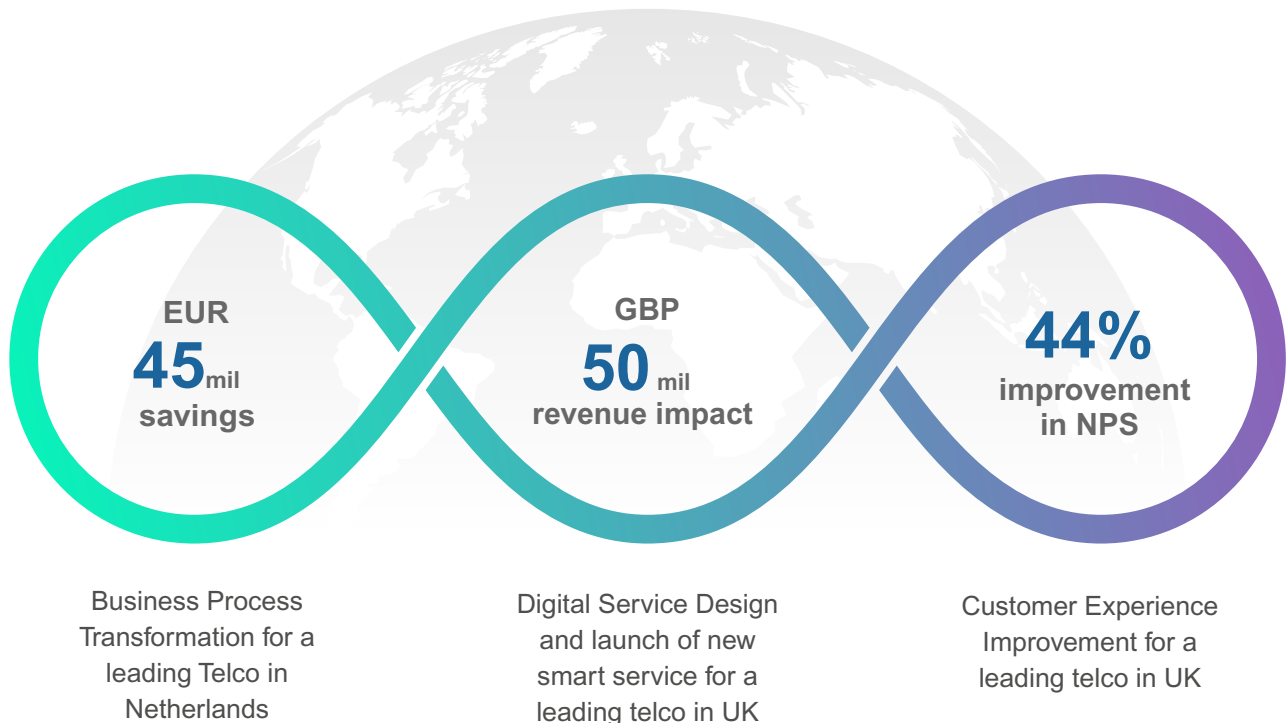 EUR
45 mil
savings
GBP
50 mil
revenue impact
44%
improvement
in NPS
Business Process
Transformation for a
leading Telco in
Netherlands
Digital Service Design
and launch of new
smart service for a
leading telco in UK
Customer Experience
Improvement for a
leading telco in UK